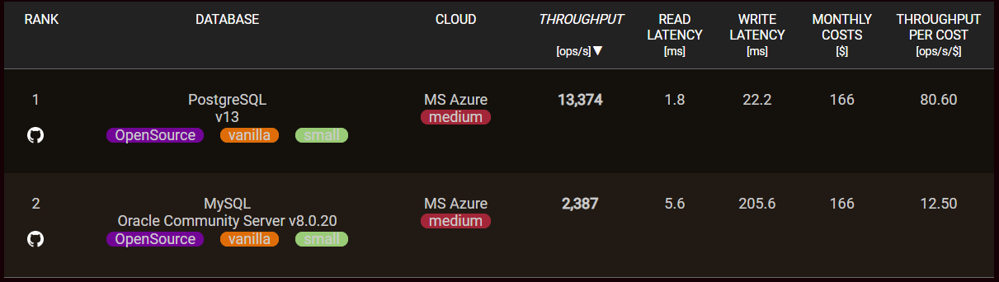 RANK DATABASE CLOUD THROUGHPUT READ WRITE MONTHLY THROUGHPUT
LATENCY LATENCY COSTS PER COST
[ops/s]▼ [ms] [ms] [$] [ops/s/$]
1 PostgreSQL MS Azure 13,374 1.8 22.2 166 80.60
v13 medium
OpenSource vanilla small
2 MySQL MS Azure 2,387 5.6 205.6 166 12.50
Oracle Community Server v8.0.20 medium
OpenSource vanilla small